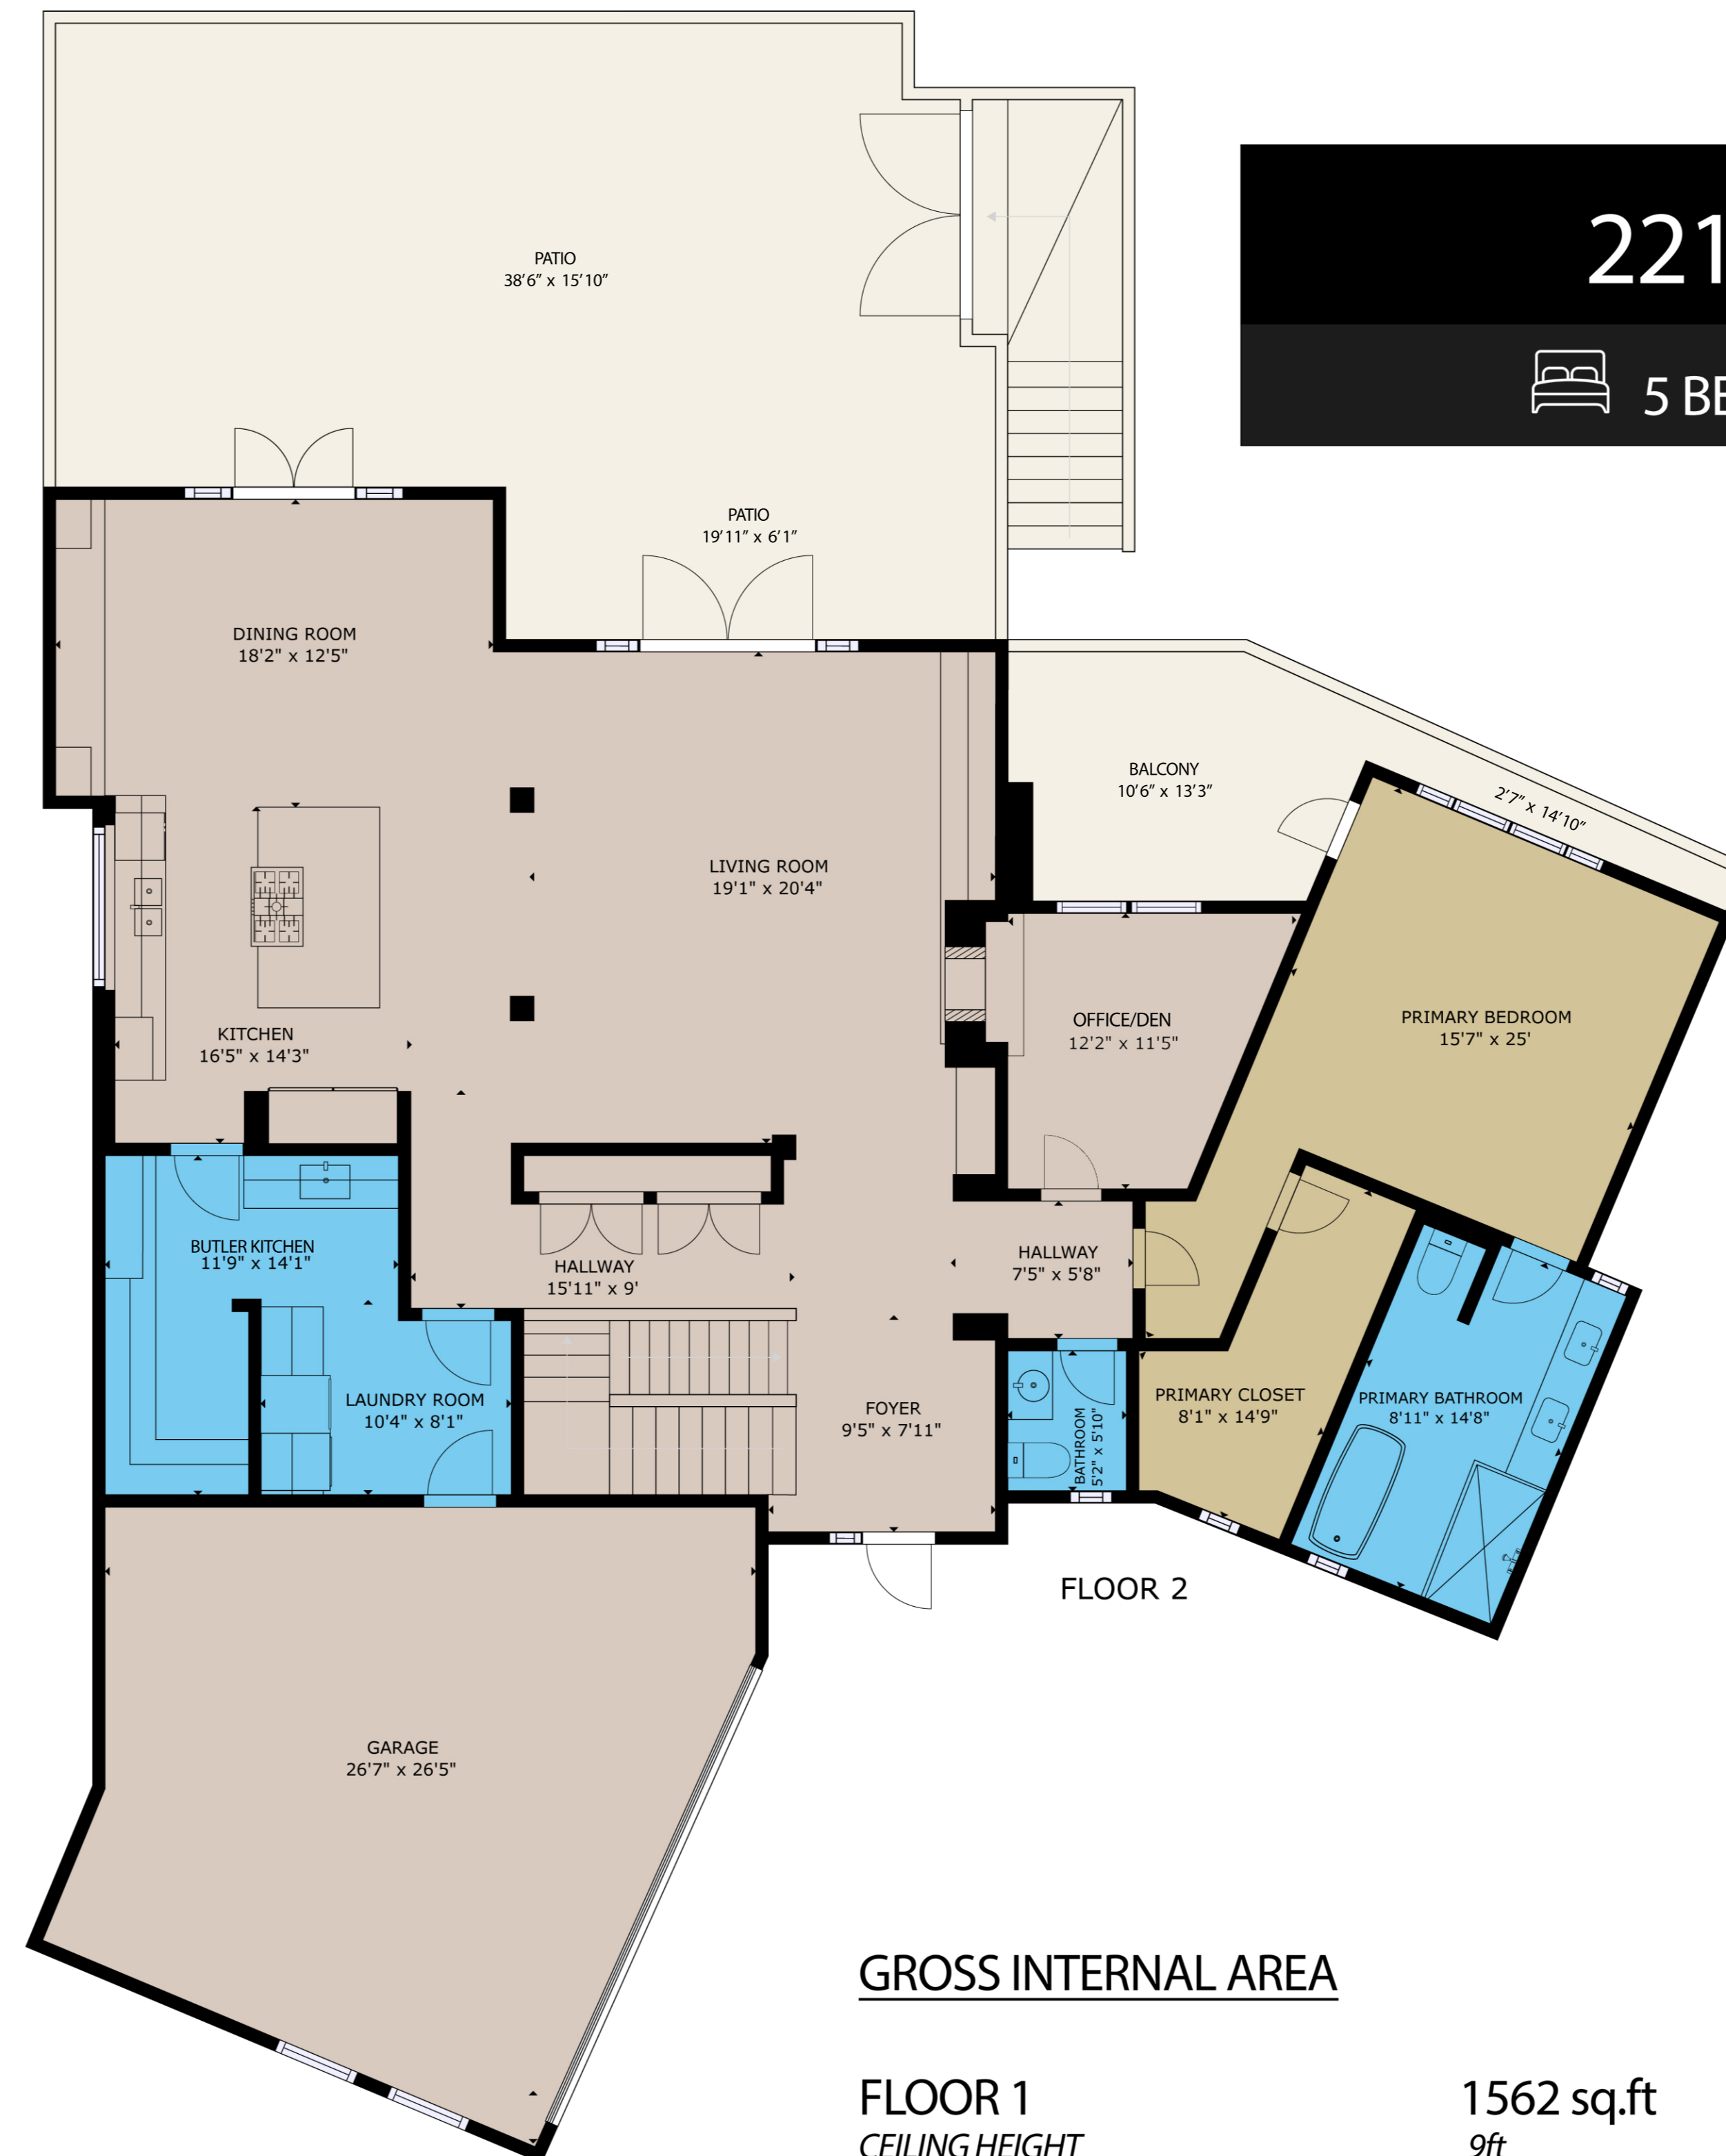 PATIO
38'6" x 15'10"
221
5 BE
PATIO
19'11" x 6'1"
DINING ROOM
18'2" x 12'5"
BALCONY
10'6" x 13'3"
2'7" x 14'10"
LIVING ROOM
19'1" x 20'4"
KITCHEN
16'5" x 14'3"
OFFICE/DEN
12'2" x 11'5"
PRIMARY BEDROOM
15'7" x 25'
BUTLER KITCHEN
11'9" x 14'1"
HALLWAY
15'11" x 9'
HALLWAY
7'5" x 5'8"
LAUNDRY ROOM
10'4" x 8'1"
FOYER
9'5" x 7'11"
BATHROOM
5'2" x 5'10"
PRIMARY CLOSET
8'1" x 14'9"
PRIMARY BATHROOM
8'11" x 14'8"
FLOOR 2
GARAGE
26'7" x 26'5"
GROSS INTERNAL AREA
FLOOR 1 1562 sq.ft
CEILING HEIGHT 9ft